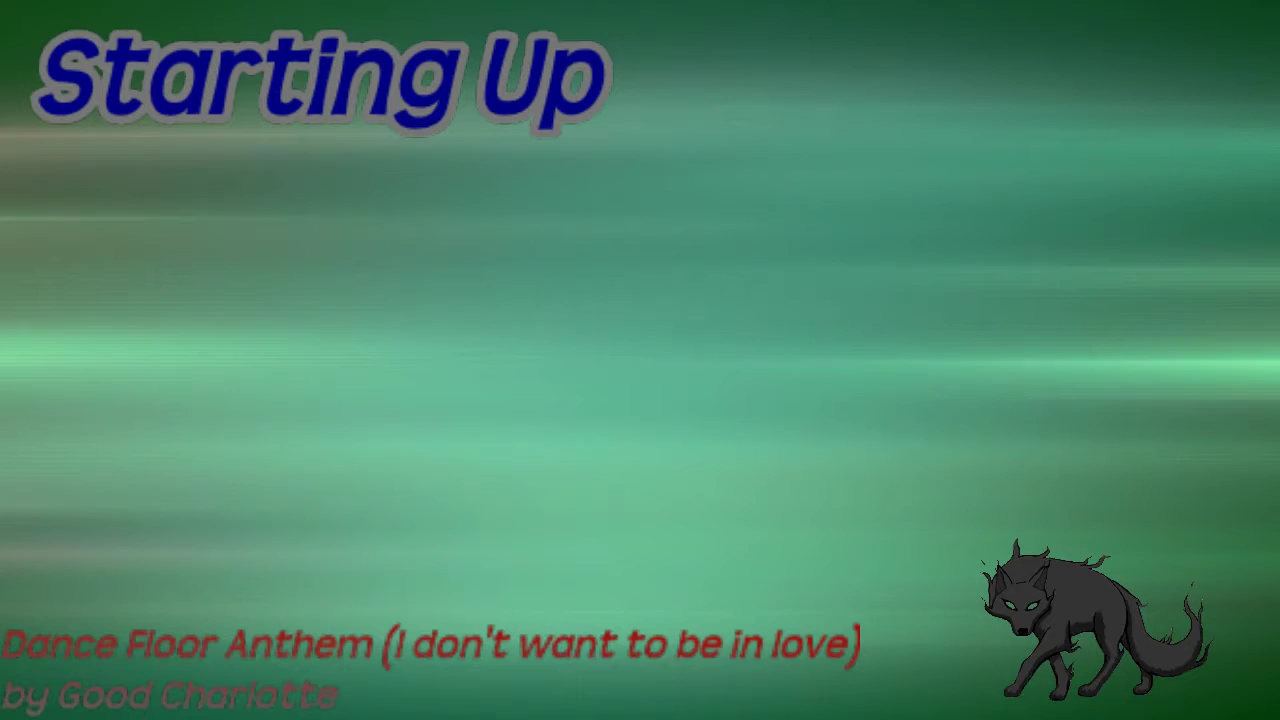 Starting Up
Dance Floor Anthem (I don't want to be in love)
by Good Charlotte